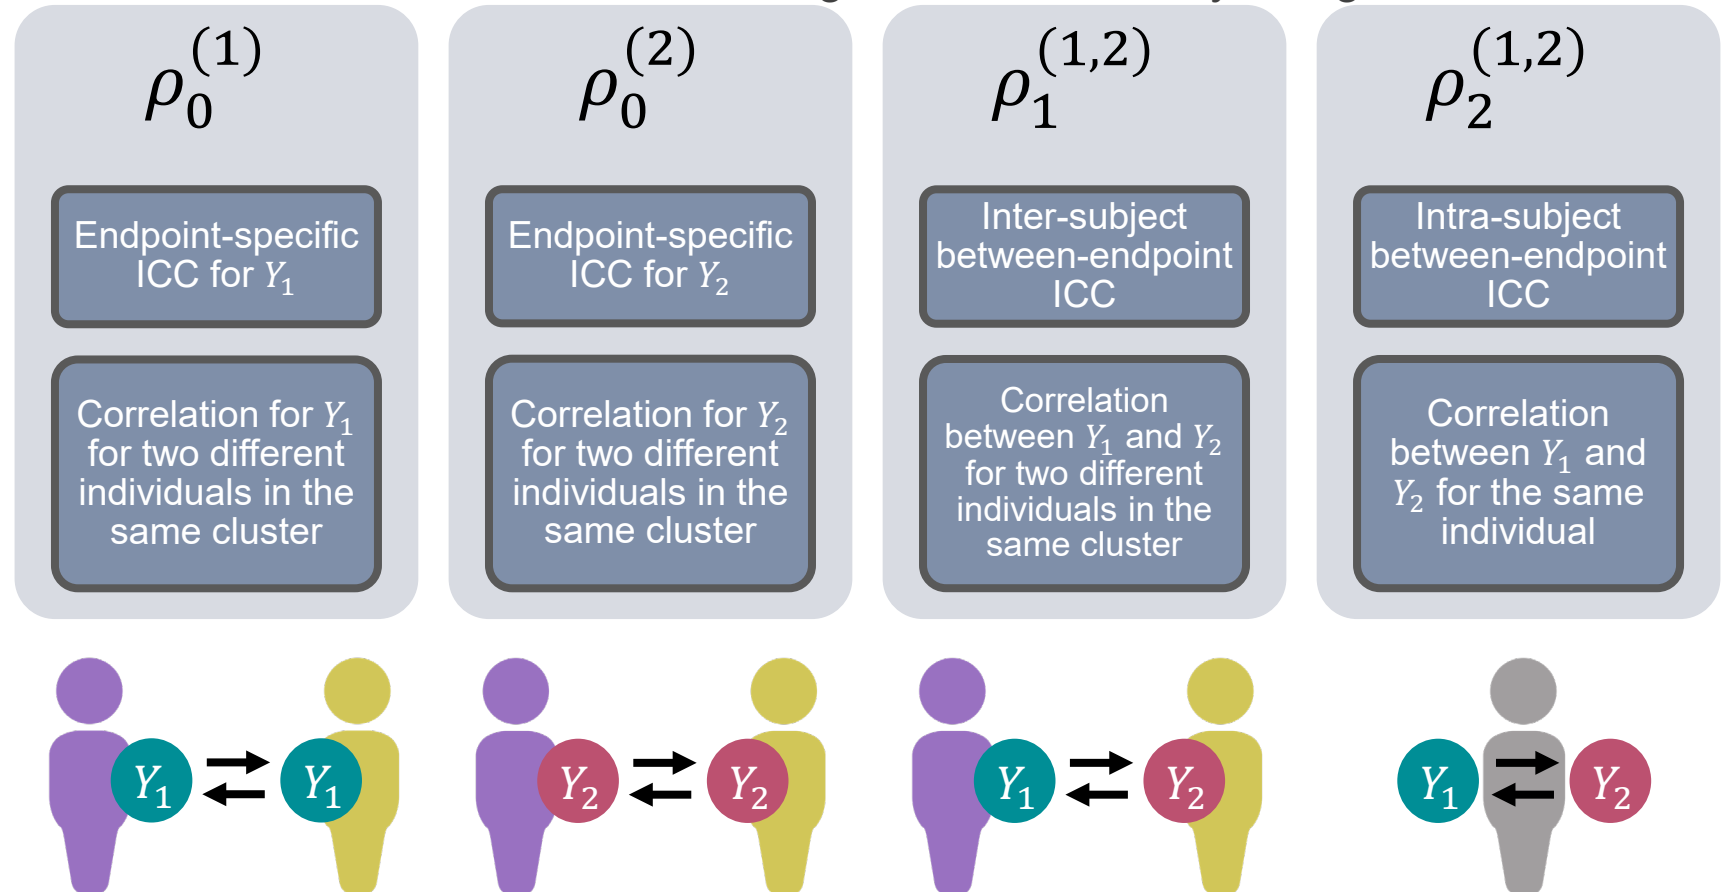 ρ₀⁽¹⁾
Endpoint-specific
ICC for Y₁
Correlation for Y₁
for two different
individuals in the
same cluster
Y₁
Y₁
ρ₀⁽²⁾
Endpoint-specific
ICC for Y₂
Correlation for Y₂
for two different
individuals in the
same cluster
Y₂
Y₂
ρ₁⁽¹,²⁾
Inter-subject
between-endpoint
ICC
Correlation
between Y₁ and Y₂
for two different
individuals in the
same cluster
Y₁
Y₂
ρ₂⁽¹,²⁾
Intra-subject
between-endpoint
ICC
Correlation
between Y₁ and
Y₂ for the same
individual
Y₁
Y₂